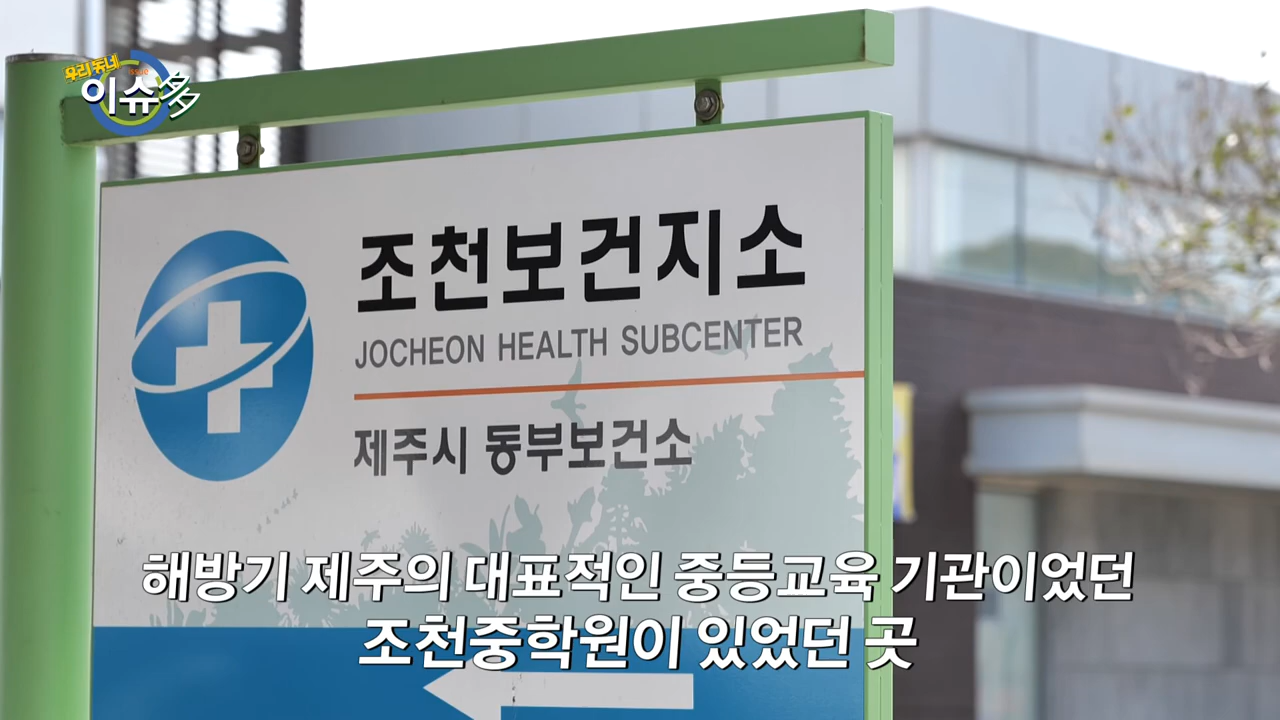 우리동네
issue
이슈多
조천보건지소
JOCHEON HEALTH SUBCENTER
제주시 동부보건소
해방기 제주의 대표적인 중등교육 기관이었던
조천중학원이 있었던 곳